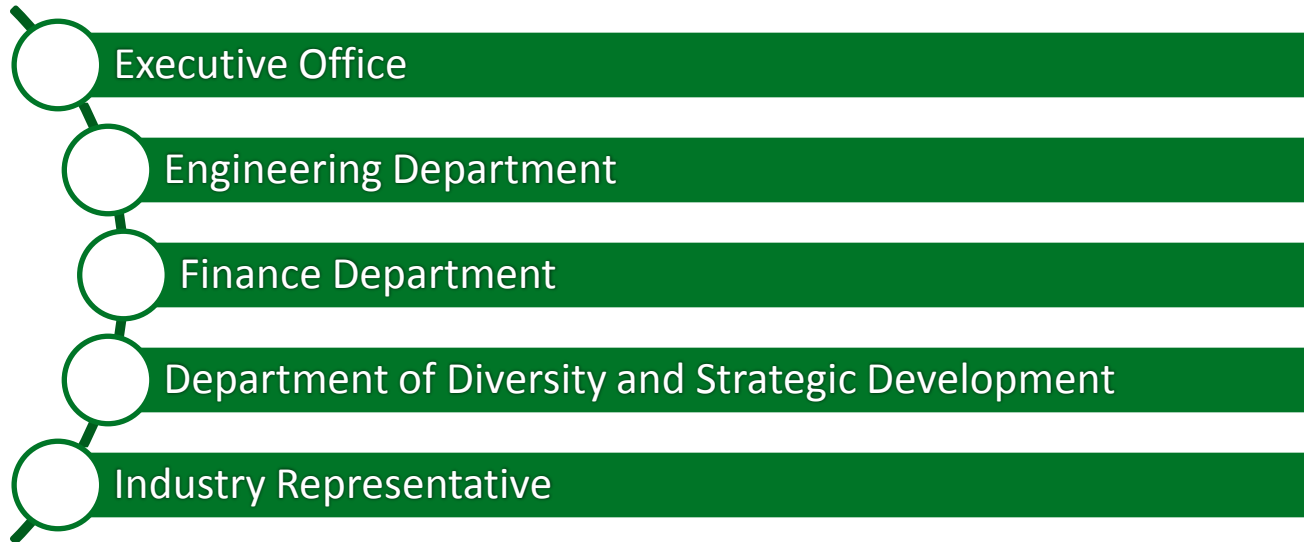 Executive Office
Engineering Department
Finance Department
Department of Diversity and Strategic Development
Industry Representative